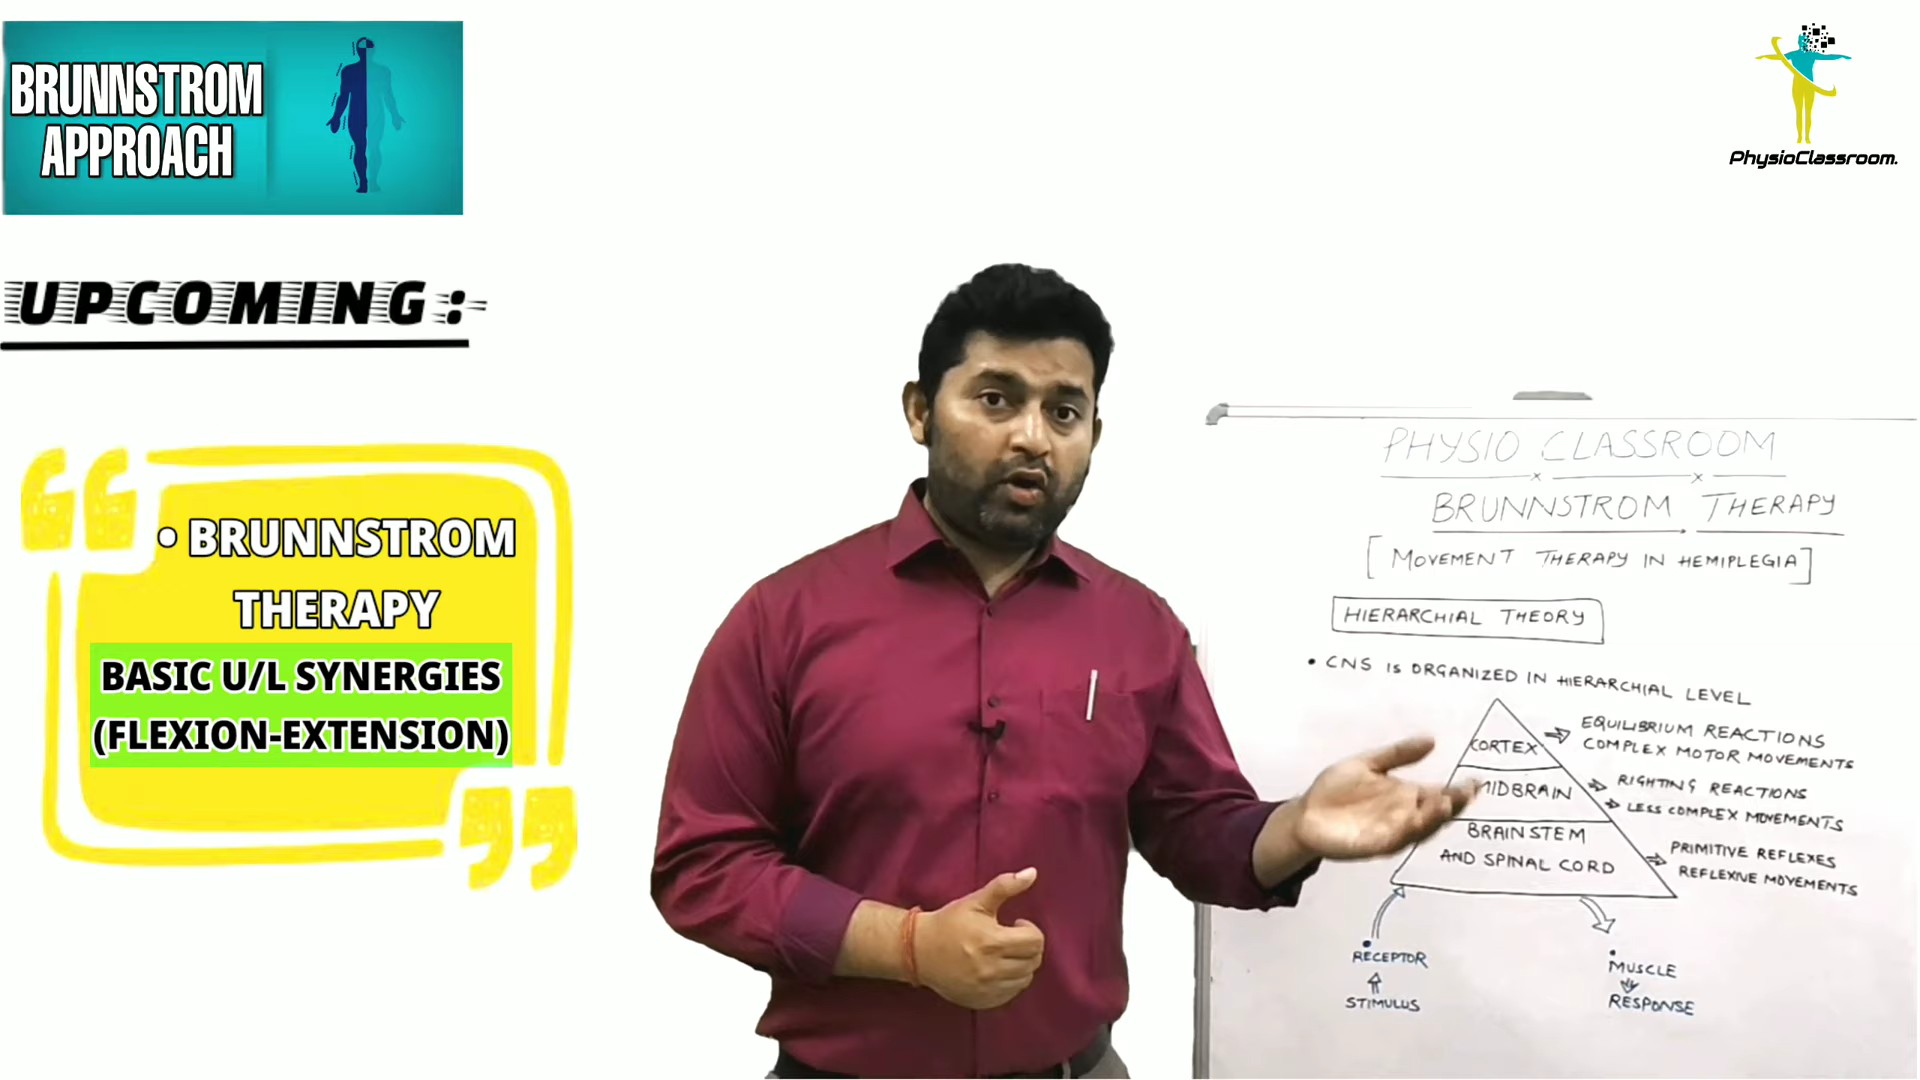 BRUNNSTROM
APPROACH
PhysioClassroom.
UPCOMING:
• BRUNNSTROM
THERAPY
BASIC U/L SYNERGIES
(FLEXION-EXTENSION)
PHYSIO CLASSROOM
BRUNNSTROM THERAPY
[MOVEMENT THERAPY IN HEMIPLEGIA]
HIERARCHIAL THEORY
• CNS IS ORGANIZED IN HIERARCHIAL LEVEL
CORTEX
EQUILIBRIUM REACTIONS
COMPLEX MOTOR MOVEMENTS
MIDBRAIN
RIGHTING REACTIONS
LESS COMPLEX MOVEMENTS
BRAINSTEM
AND SPINAL CORD
PRIMITIVE REFLEXES
REFLEXIVE MOVEMENTS
RECEPTOR
STIMULUS
MUSCLE
RESPONSE